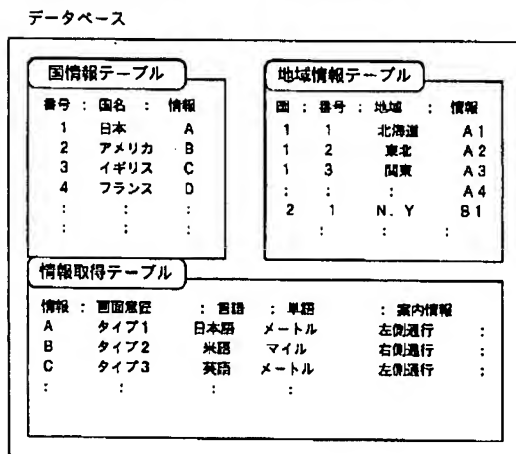 データベース
国情報テーブル
番号 : 国名 : 情報
1 日本 A
2 アメリカ B
3 イギリス C
4 フランス D
: : :
: : :
地域情報テーブル
国 : 番号 : 地域 : 情報
1 1 北海道 A1
1 2 東北 A2
1 3 関東 A3
: : : A4
2 1 N.Y B1
: : :
情報取得テーブル
情報 : 画面意匠 : 言語 : 単語 : 案内情報
A タイプ1 日本語 メートル 左側通行 :
B タイプ2 米語 マイル 右側通行 :
C タイプ3 英語 メートル 左側通行 :
: : : :